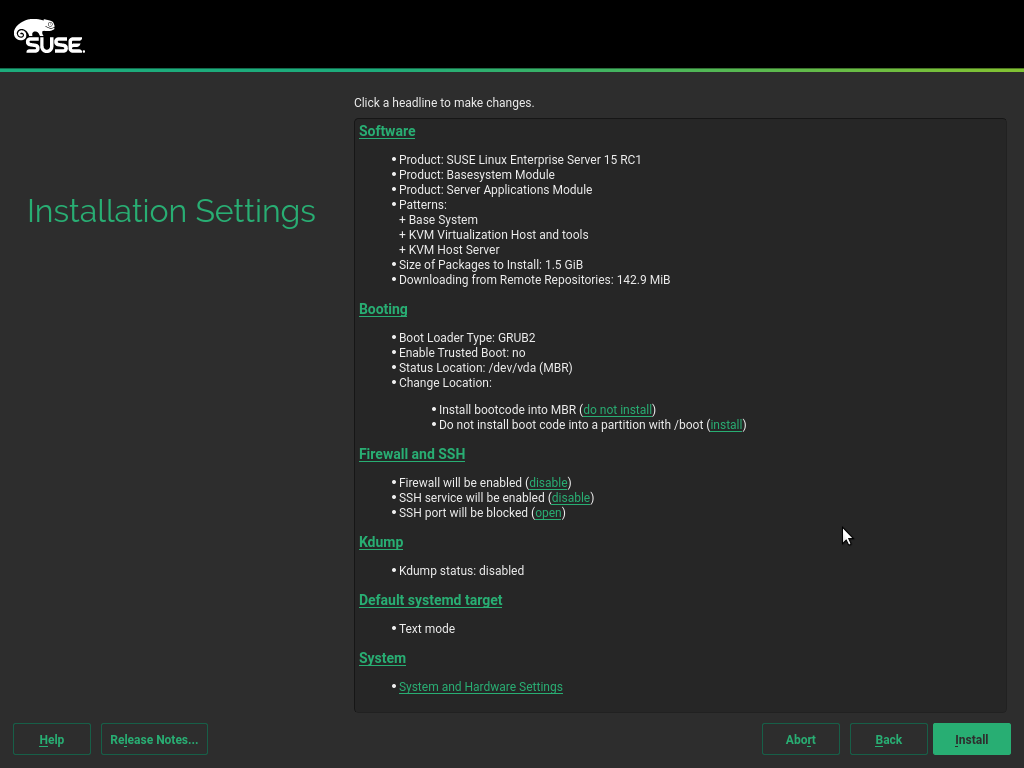 SUSE
Click a headline to make changes.
Installation Settings
Software
• Product: SUSE Linux Enterprise Server 15 RC1
• Product: Basesystem Module
• Product: Server Applications Module
• Patterns:
+ Base System
+ KVM Virtualization Host and tools
+ KVM Host Server
• Size of Packages to Install: 1.5 GiB
• Downloading from Remote Repositories: 142.9 MiB
Booting
• Boot Loader Type: GRUB2
• Enable Trusted Boot: no
• Status Location: /dev/vda (MBR)
• Change Location:
• Install bootcode into MBR (do not install)
• Do not install boot code into a partition with /boot (install)
Firewall and SSH
• Firewall will be enabled (disable)
• SSH service will be enabled (disable)
• SSH port will be blocked (open)
Kdump
• Kdump status: disabled
Default systemd target
• Text mode
System
• System and Hardware Settings
Help Release Notes... Abort Back Install